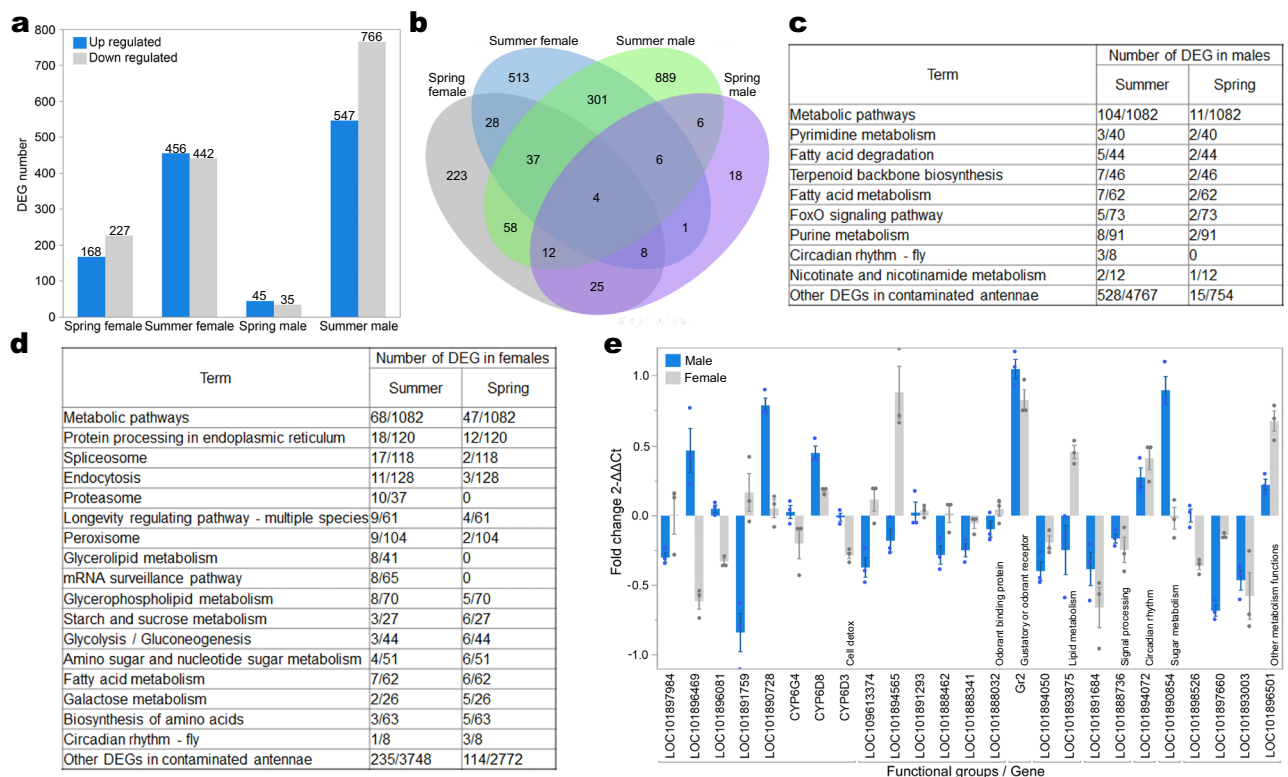 a
800
700
600
500
400
300
200
100
0
DEG number
Up regulated
Down regulated
168
227
456
442
45
35
547
766
Spring female
Summer female
Spring male
Summer male
b
Summer female
Summer male
Spring
female
Spring
male
513
889
301
28
6
37
6
223
18
4
58
1
12
8
25
c
Term
Number of DEG in males
Summer
Spring
Metabolic pathways 104/1082 11/1082
Pyrimidine metabolism 3/40 2/40
Fatty acid degradation 5/44 2/44
Terpenoid backbone biosynthesis 7/46 2/46
Fatty acid metabolism 7/62 2/62
FoxO signaling pathway 5/73 2/73
Purine metabolism 8/91 2/91
Circadian rhythm - fly 3/8 0
Nicotinate and nicotinamide metabolism 2/12 1/12
Other DEGs in contaminated antennae 528/4767 15/754
d
Term
Number of DEG in females
Summer
Spring
Metabolic pathways 68/1082 47/1082
Protein processing in endoplasmic reticulum 18/120 12/120
Spliceosome 17/118 2/118
Endocytosis 11/128 3/128
Proteasome 10/37 0
Longevity regulating pathway - multiple species 9/61 4/61
Peroxisome 9/104 2/104
Glycerolipid metabolism 8/41 0
mRNA surveillance pathway 8/65 0
Glycerophospholipid metabolism 8/70 5/70
Starch and sucrose metabolism 3/27 6/27
Glycolysis / Gluconeogenesis 3/44 6/44
Amino sugar and nucleotide sugar metabolism 4/51 6/51
Fatty acid metabolism 7/62 6/62
Galactose metabolism 2/26 5/26
Biosynthesis of amino acids 3/63 5/63
Circadian rhythm - fly 1/8 3/8
Other DEGs in contaminated antennae 235/3748 114/2772
e
Male
Female
1.0
0.5
0.0
-0.5
-1.0
Fold change 2-ΔΔCt
Cell detox
Odorant binding protein
Gustatory or odorant receptor
Lipid metabolism
Signal processing
Circadian rhythm
Sugar metabolism
Other metabolism functions
LOC101897984
LOC101896469
LOC101896081
LOC101891759
LOC101890728
CYP6G4
CYP6D8
CYP6D3
LOC109613374
LOC101894565
LOC101891293
LOC101888462
LOC101888341
LOC101888032
Gr2
LOC101894050
LOC101893875
LOC101891684
LOC101888736
LOC101894072
LOC101890854
LOC101898526
LOC101897660
LOC101893003
LOC101896501
Functional groups / Gene